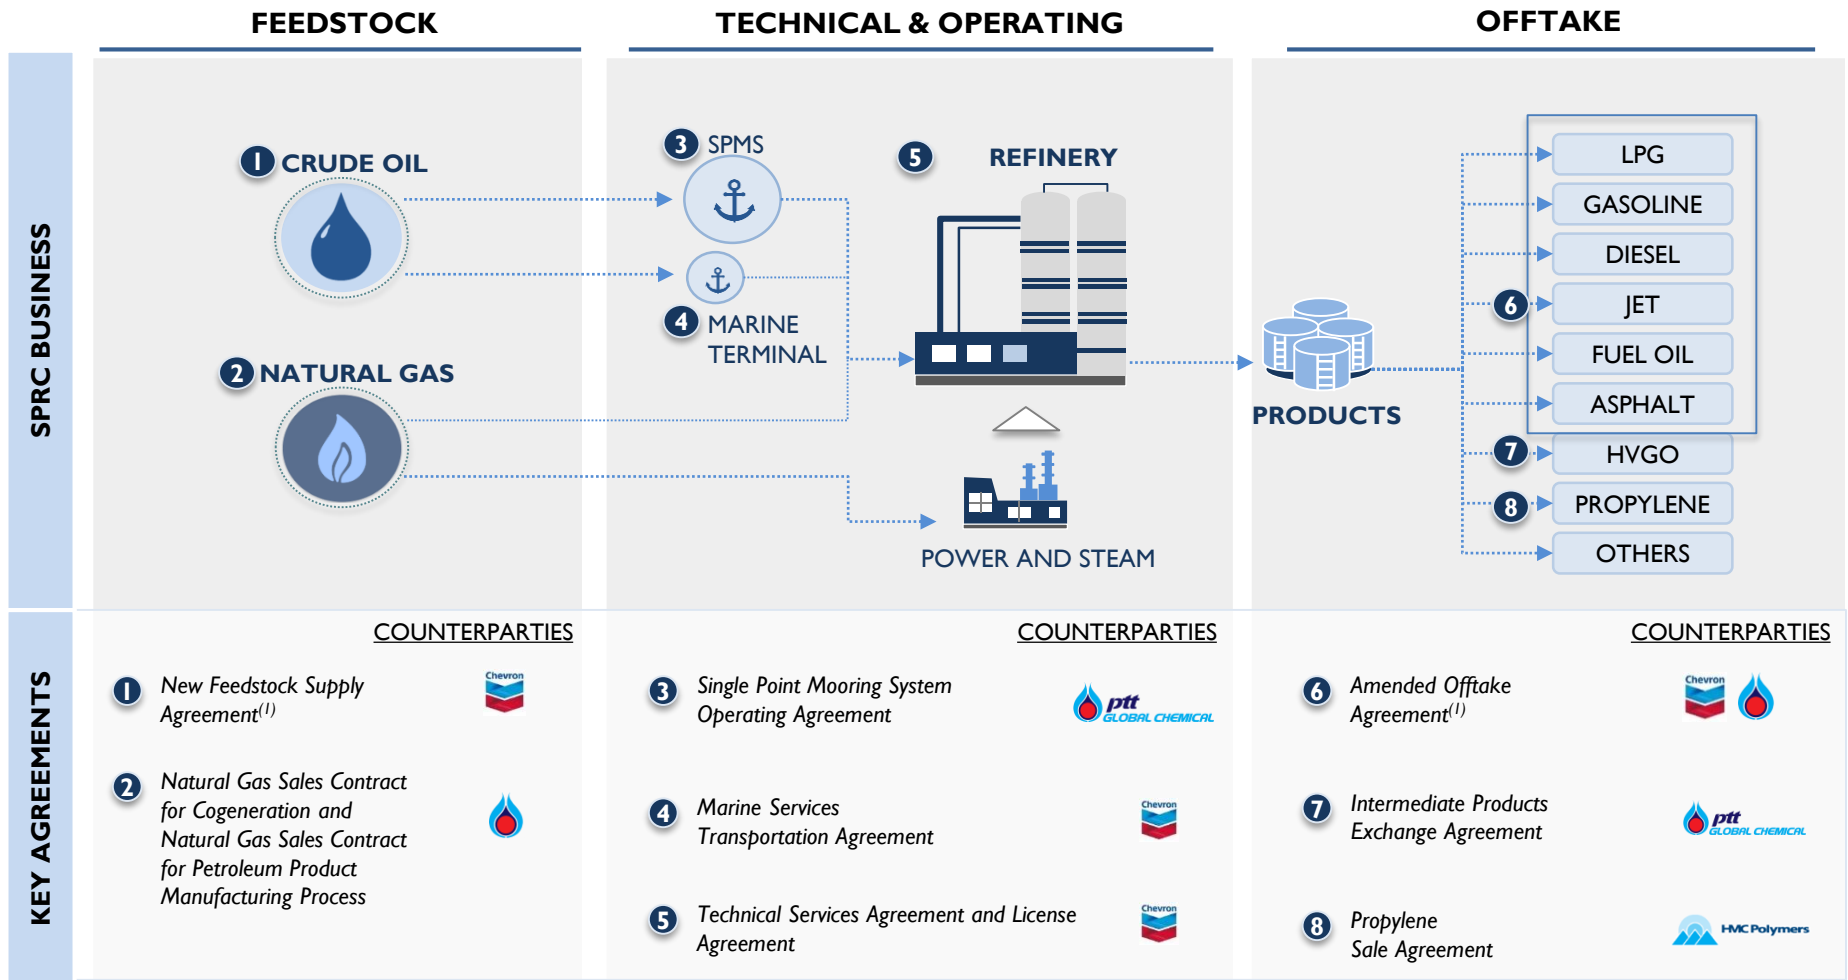 FEEDSTOCK
TECHNICAL & OPERATING
OFFTAKE
SPRC BUSINESS
1 CRUDE OIL
2 NATURAL GAS
3 SPMS
4 MARINE
TERMINAL
5 REFINERY
POWER AND STEAM
PRODUCTS
LPG
GASOLINE
DIESEL
6 JET
FUEL OIL
ASPHALT
7 HVGO
8 PROPYLENE
OTHERS
KEY AGREEMENTS
COUNTERPARTIES
1 New Feedstock Supply
Agreement(1)
Chevron
2 Natural Gas Sales Contract
for Cogeneration and
Natural Gas Sales Contract
for Petroleum Product
Manufacturing Process
COUNTERPARTIES
3 Single Point Mooring System
Operating Agreement
ptt
GLOBAL CHEMICAL
4 Marine Services
Transportation Agreement
Chevron
5 Technical Services Agreement and License
Agreement
Chevron
COUNTERPARTIES
6 Amended Offtake
Agreement(1)
Chevron
7 Intermediate Products
Exchange Agreement
ptt
GLOBAL CHEMICAL
8 Propylene
Sale Agreement
HMC Polymers